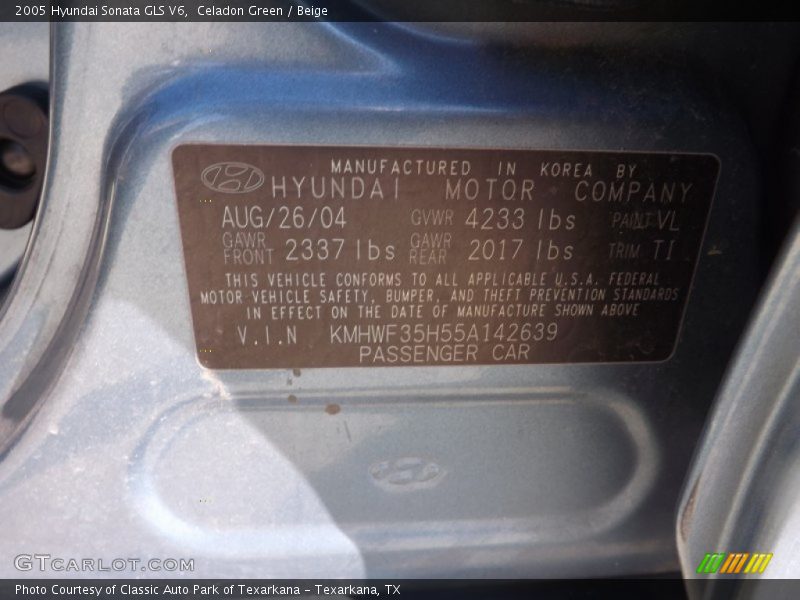 2005 Hyundai Sonata GLS V6, Celadon Green / Beige
MANUFACTURED IN KOREA BY
HYUNDAI MOTOR COMPANY
AUG/26/04 GVWR 4233 lbs PAINT VL
GAWR FRONT 2337 lbs GAWR REAR 2017 lbs TRIM TI
THIS VEHICLE CONFORMS TO ALL APPLICABLE U.S.A. FEDERAL
MOTOR VEHICLE SAFETY, BUMPER, AND THEFT PREVENTION STANDARDS
IN EFFECT ON THE DATE OF MANUFACTURE SHOWN ABOVE
V.I.N KMHWF35H55A142639
PASSENGER CAR
GTCARLOT.COM
Photo Courtesy of Classic Auto Park of Texarkana - Texarkana, TX